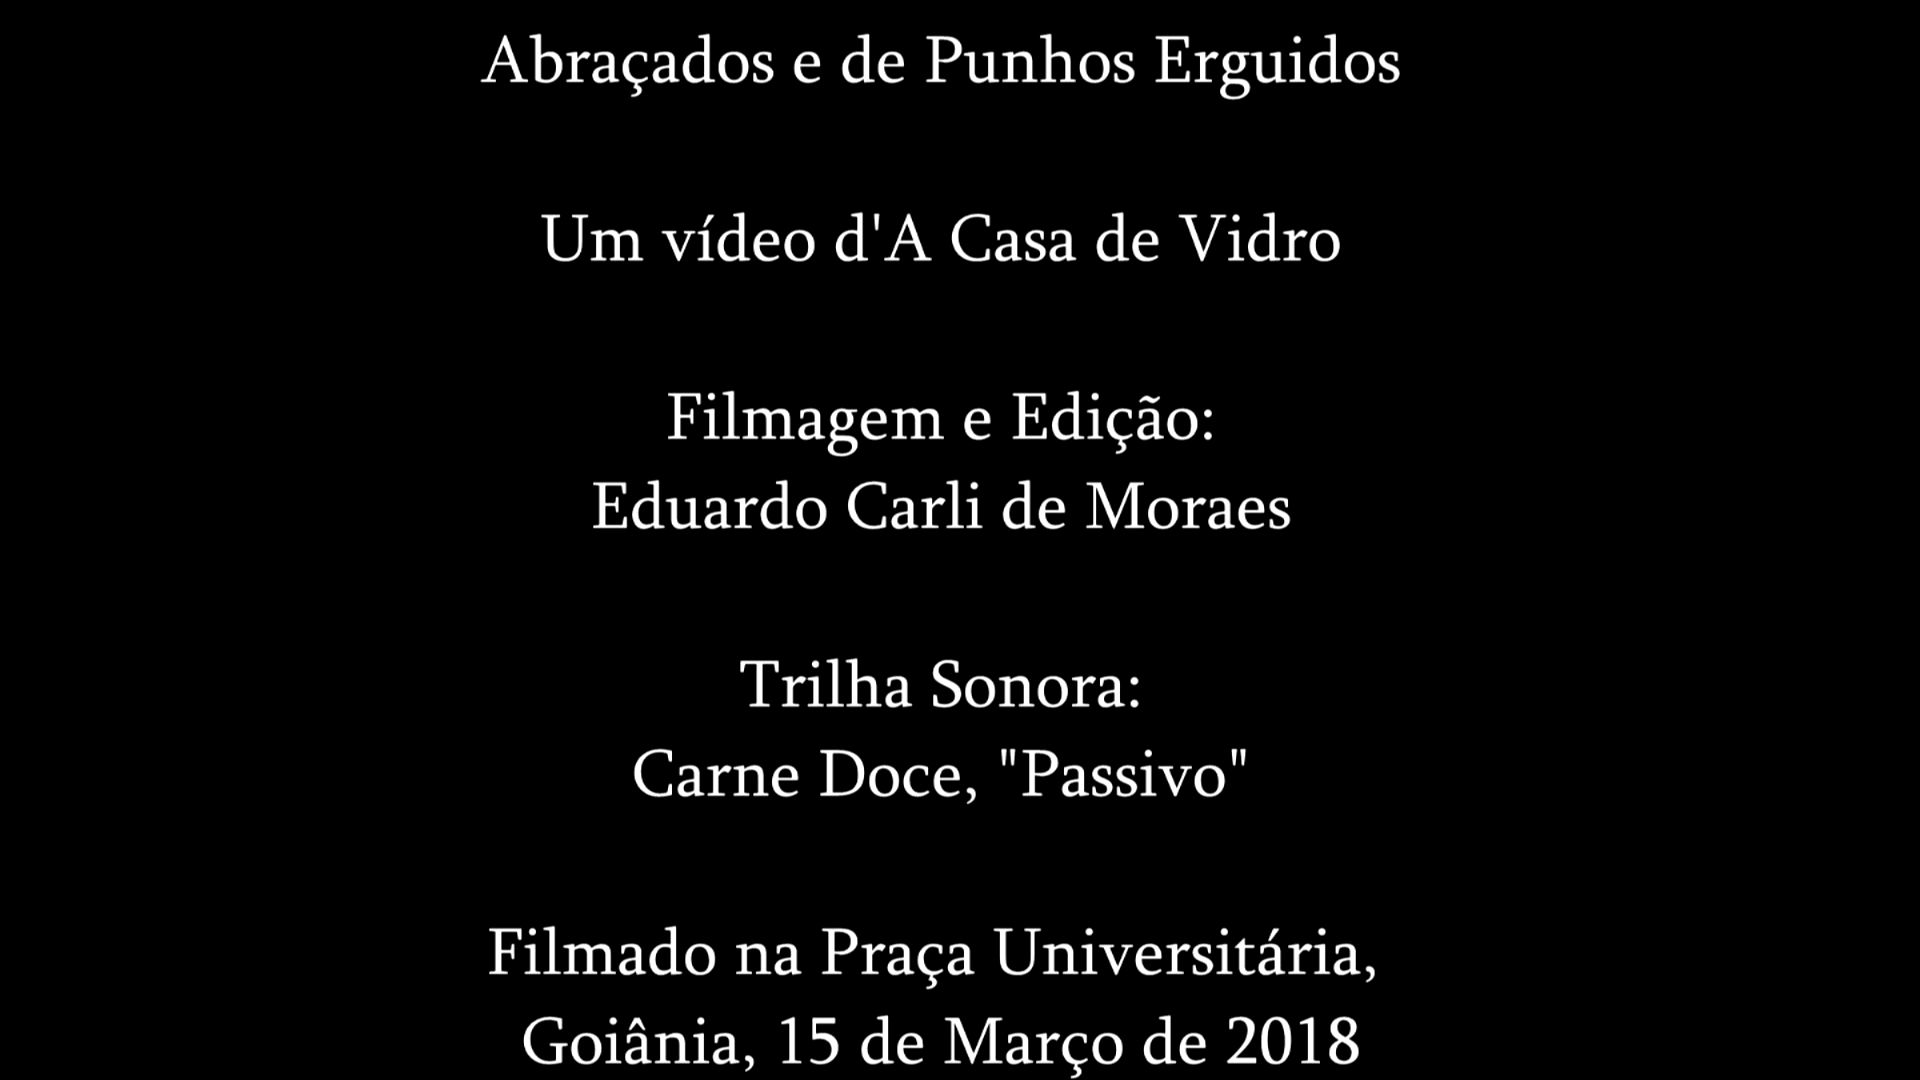 Abraçados e de Punhos Erguidos
Um vídeo d'A Casa de Vidro
Filmagem e Edição:
Eduardo Carli de Moraes
Trilha Sonora:
Carne Doce, "Passivo"
Filmado na Praça Universitária,
Goiânia, 15 de Março de 2018